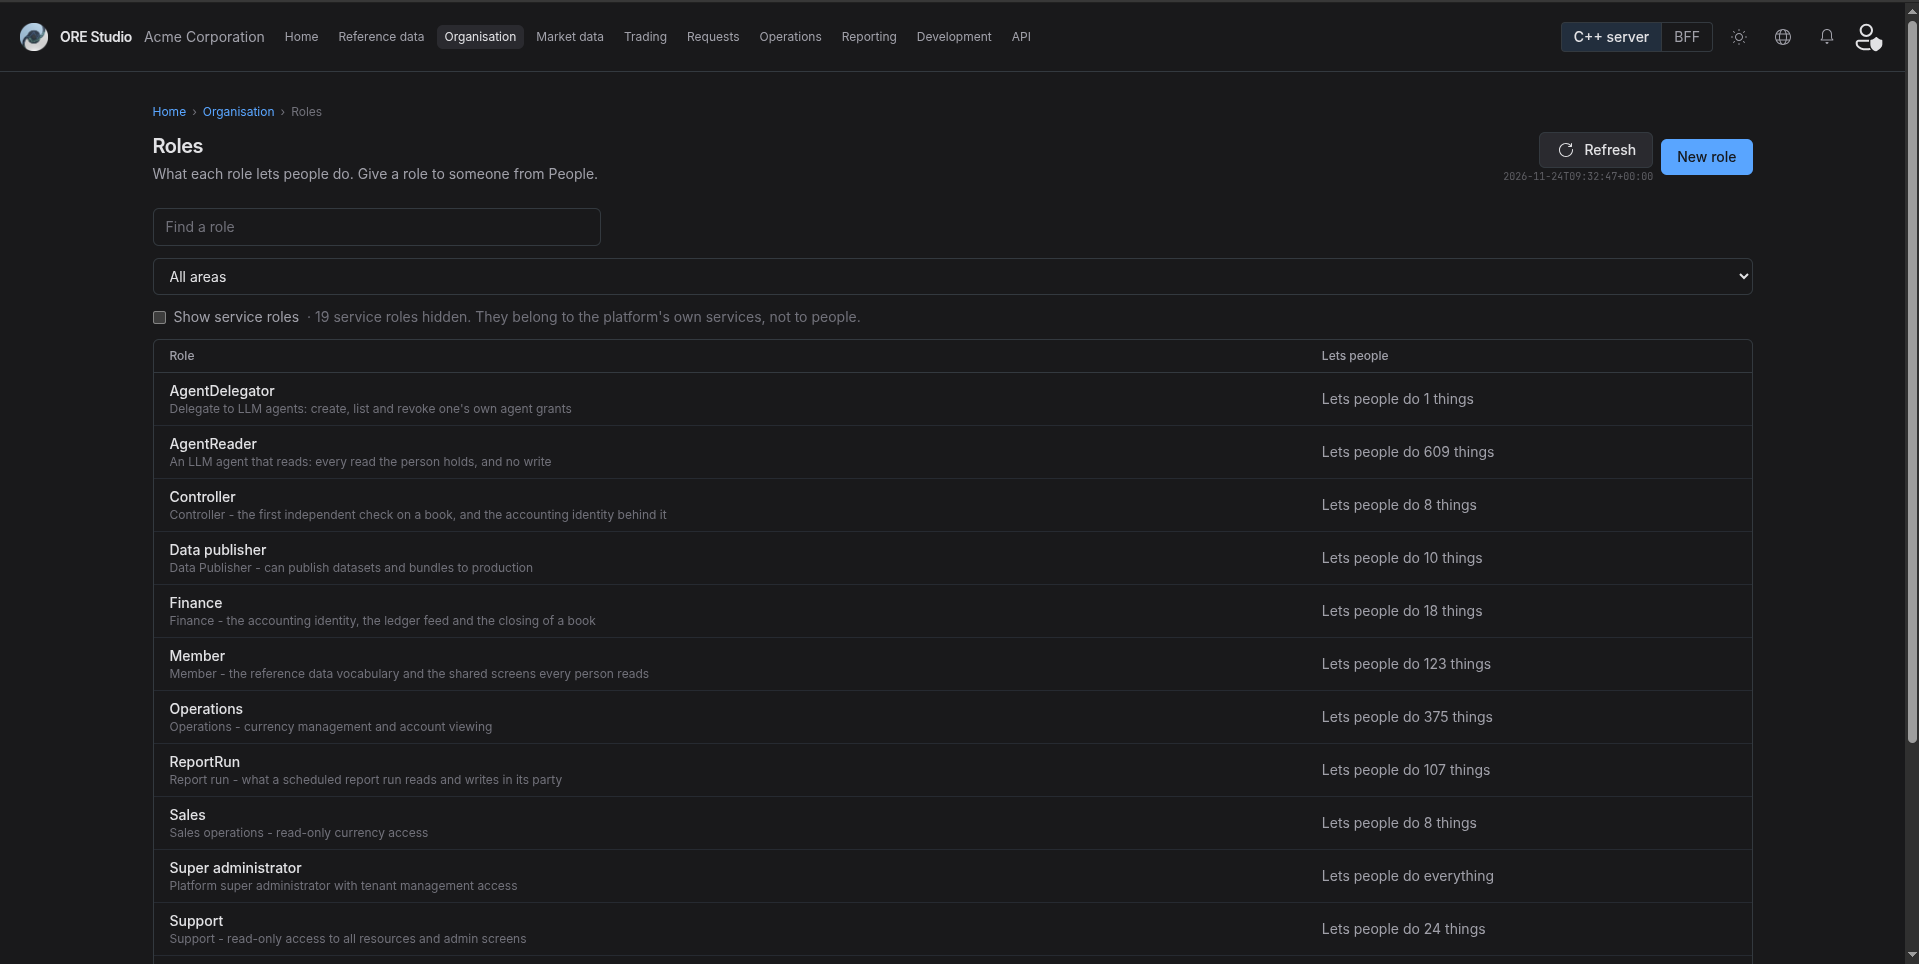 ORE Studio Acme Corporation Home Reference data Organisation Market data Trading Requests Operations Reporting Development API C++ server BFF
Home › Organisation › Roles
Roles
What each role lets people do. Give a role to someone from People.
Refresh
2026-11-24T09:32:47+00:00
New role
Find a role
All areas
Show service roles · 19 service roles hidden. They belong to the platform's own services, not to people.
Role Lets people
AgentDelegator
Delegate to LLM agents: create, list and revoke one's own agent grants
Lets people do 1 things
AgentReader
An LLM agent that reads: every read the person holds, and no write
Lets people do 609 things
Controller
Controller - the first independent check on a book, and the accounting identity behind it
Lets people do 8 things
Data publisher
Data Publisher - can publish datasets and bundles to production
Lets people do 10 things
Finance
Finance - the accounting identity, the ledger feed and the closing of a book
Lets people do 18 things
Member
Member - the reference data vocabulary and the shared screens every person reads
Lets people do 123 things
Operations
Operations - currency management and account viewing
Lets people do 375 things
ReportRun
Report run - what a scheduled report run reads and writes in its party
Lets people do 107 things
Sales
Sales operations - read-only currency access
Lets people do 8 things
Super administrator
Platform super administrator with tenant management access
Lets people do everything
Support
Support - read-only access to all resources and admin screens
Lets people do 24 things